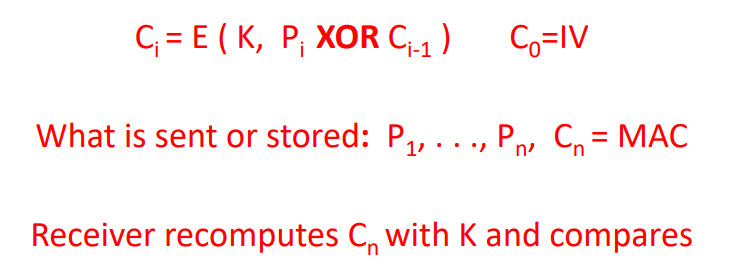 C_i = E ( K, P_i XOR C_{i-1} ) C_0=IV
What is sent or stored: P_1, . . ., P_n, C_n = MAC
Receiver recomputes C_n with K and compares